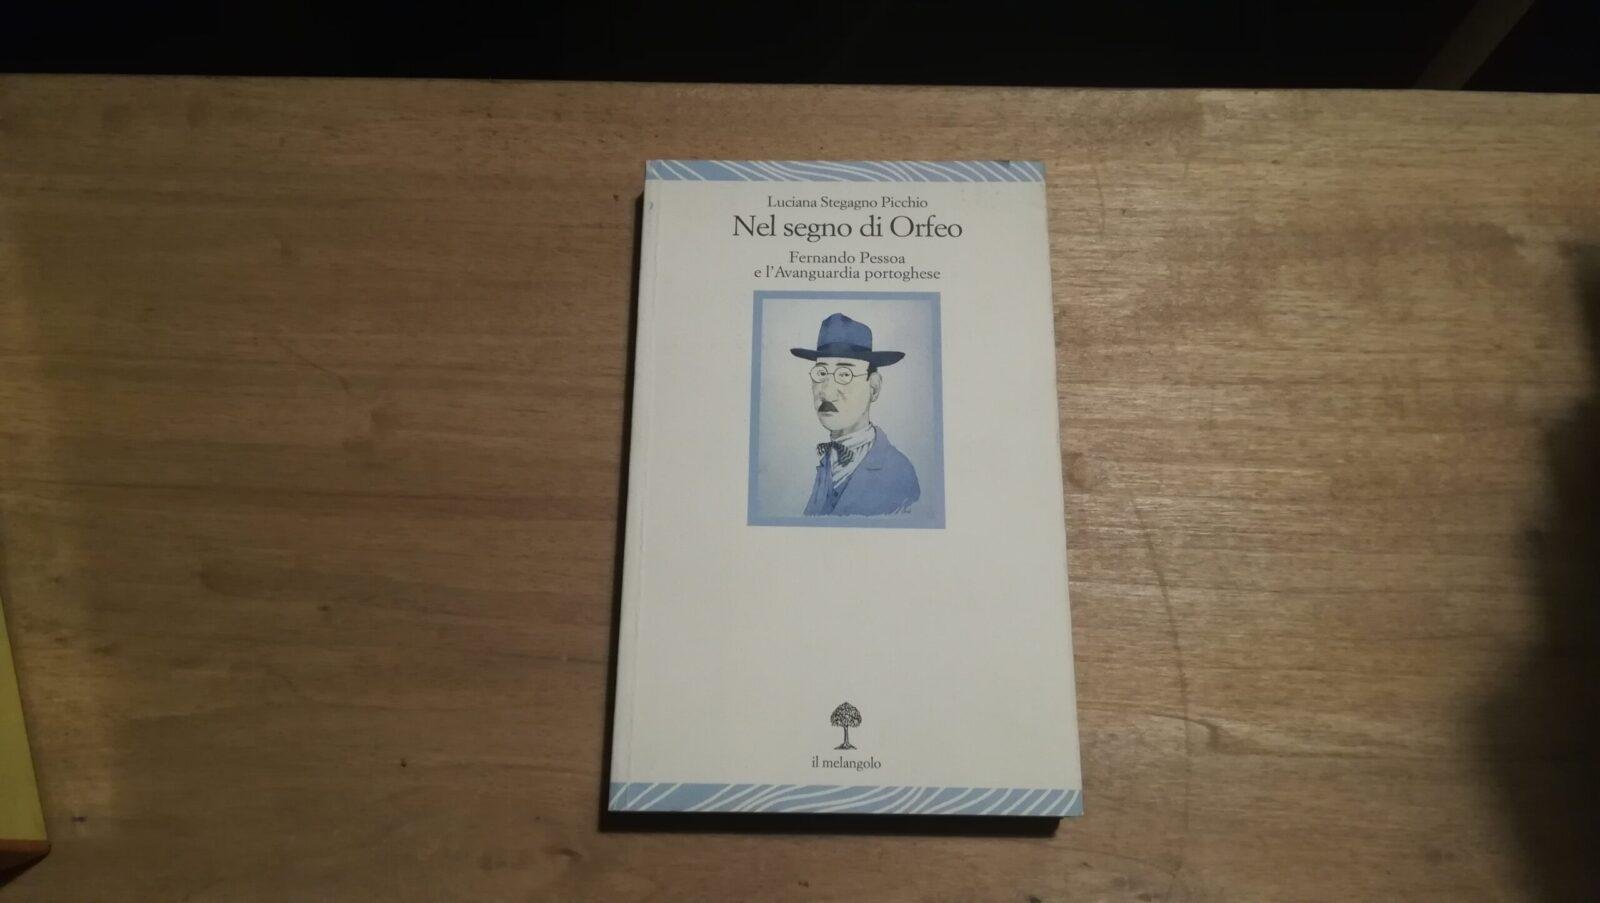 Luciana Stegagno Picchio
Nel segno di Orfeo
Fernando Pessoa
e l'Avanguardia portoghese
il melangolo